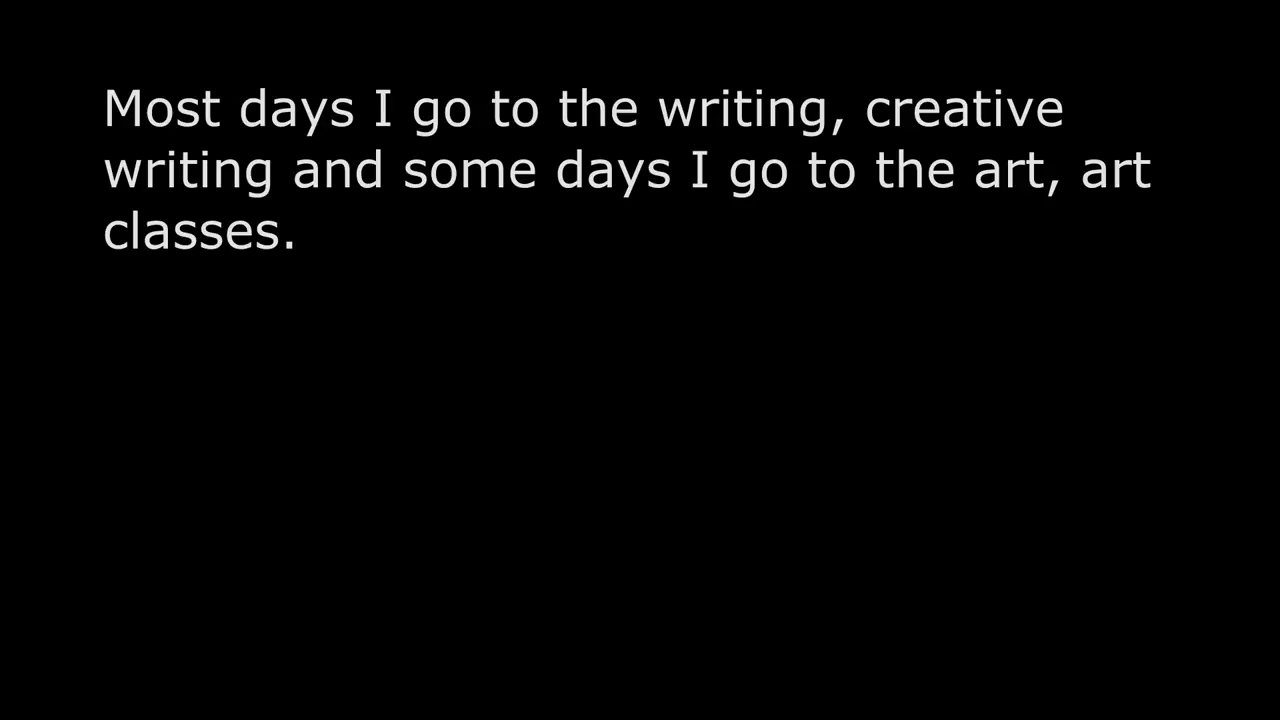 Most days I go to the writing, creative
writing and some days I go to the art, art
classes.